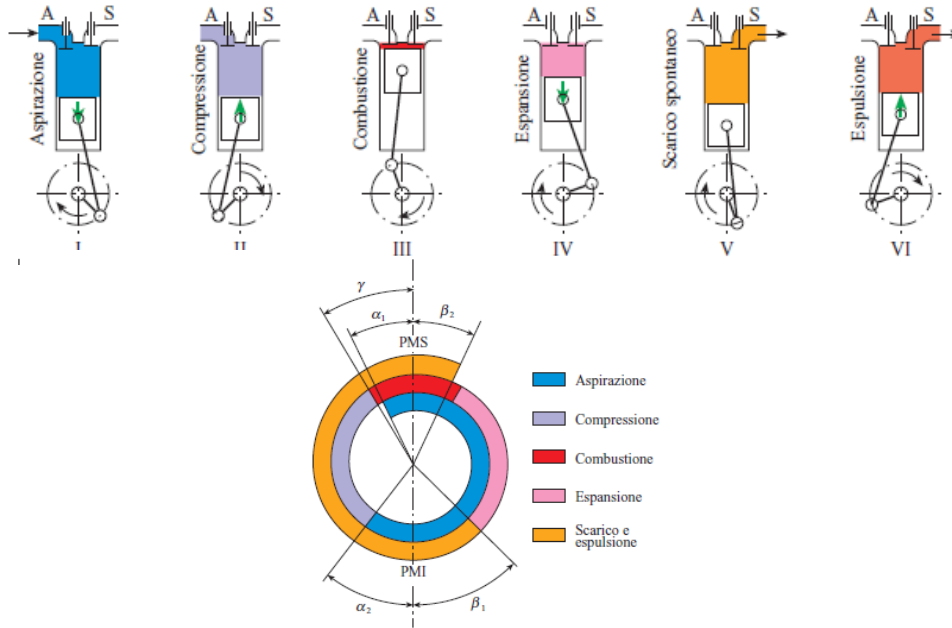 A S
Aspirazione
I
A S
Compressione
II
A S
Combustione
III
A S
Espansione
IV
A S
Scarico spontaneo
V
A S
Espulsione
VI
γ
α1 β2
PMS
PMI
α2 β1
Aspirazione
Compressione
Combustione
Espansione
Scarico e
espulsione